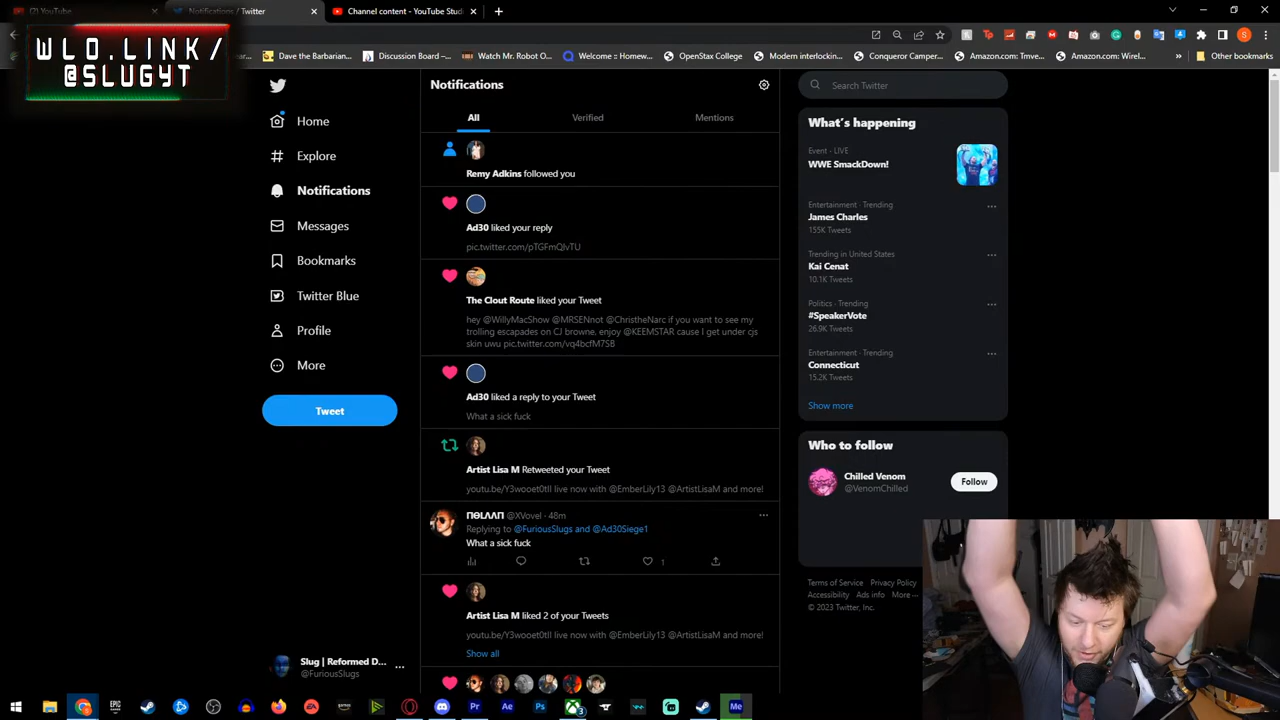 (7) YouTube
Notifications / Twitter
Channel content - YouTube Studi
WLO.LINK/
@SLUGYT
Dave the Barbarian...
Discussion Board –...
Watch Mr. Robot O...
Welcome :: Homew...
OpenStax College
Modern interlockin...
Conqueror Camper...
Amazon.com: Tmve...
Amazon.com: Wirel...
Other bookmarks
Home
Explore
Notifications
Messages
Bookmarks
Twitter Blue
Profile
More
Tweet
Slug | Reformed D...
@FuriousSlugs
Notifications
All
Verified
Mentions
Remy Adkins followed you
Ad30 liked your reply
The Clout Route liked your Tweet
hey @WillyMacShow @MRSENnot @ChristheNarc if you want to see my
trolling escapades on CJ browne, enjoy @KEEMSTAR cause I get under cjs
skin uwu pic.twitter.com/vq4bcfM7SB
Ad30 liked a reply to your Tweet
What a sick fuck
Artist Lisa M Retweeted your Tweet
live now with @EmberLily13 @ArtistLisaM and more!
@XVovel · 48m
Replying to @FuriousSlugs and @Ad30Siege1
What a sick fuck
1
Artist Lisa M liked 2 of your Tweets
live now with @EmberLily13 @ArtistLisaM and more!
Show all
Search Twitter
What's happening
Event · LIVE
WWE SmackDown!
Entertainment · Trending
James Charles
155K Tweets
Trending in United States
Kai Cenat
10.1K Tweets
Politics · Trending
#SpeakerVote
26.9K Tweets
Entertainment · Trending
Connecticut
15.2K Tweets
Show more
Who to follow
Chilled Venom
@VenomChilled
Follow
Terms of Service Privacy Policy
Accessibility Ads info More ...
© 2023 Twitter, Inc.